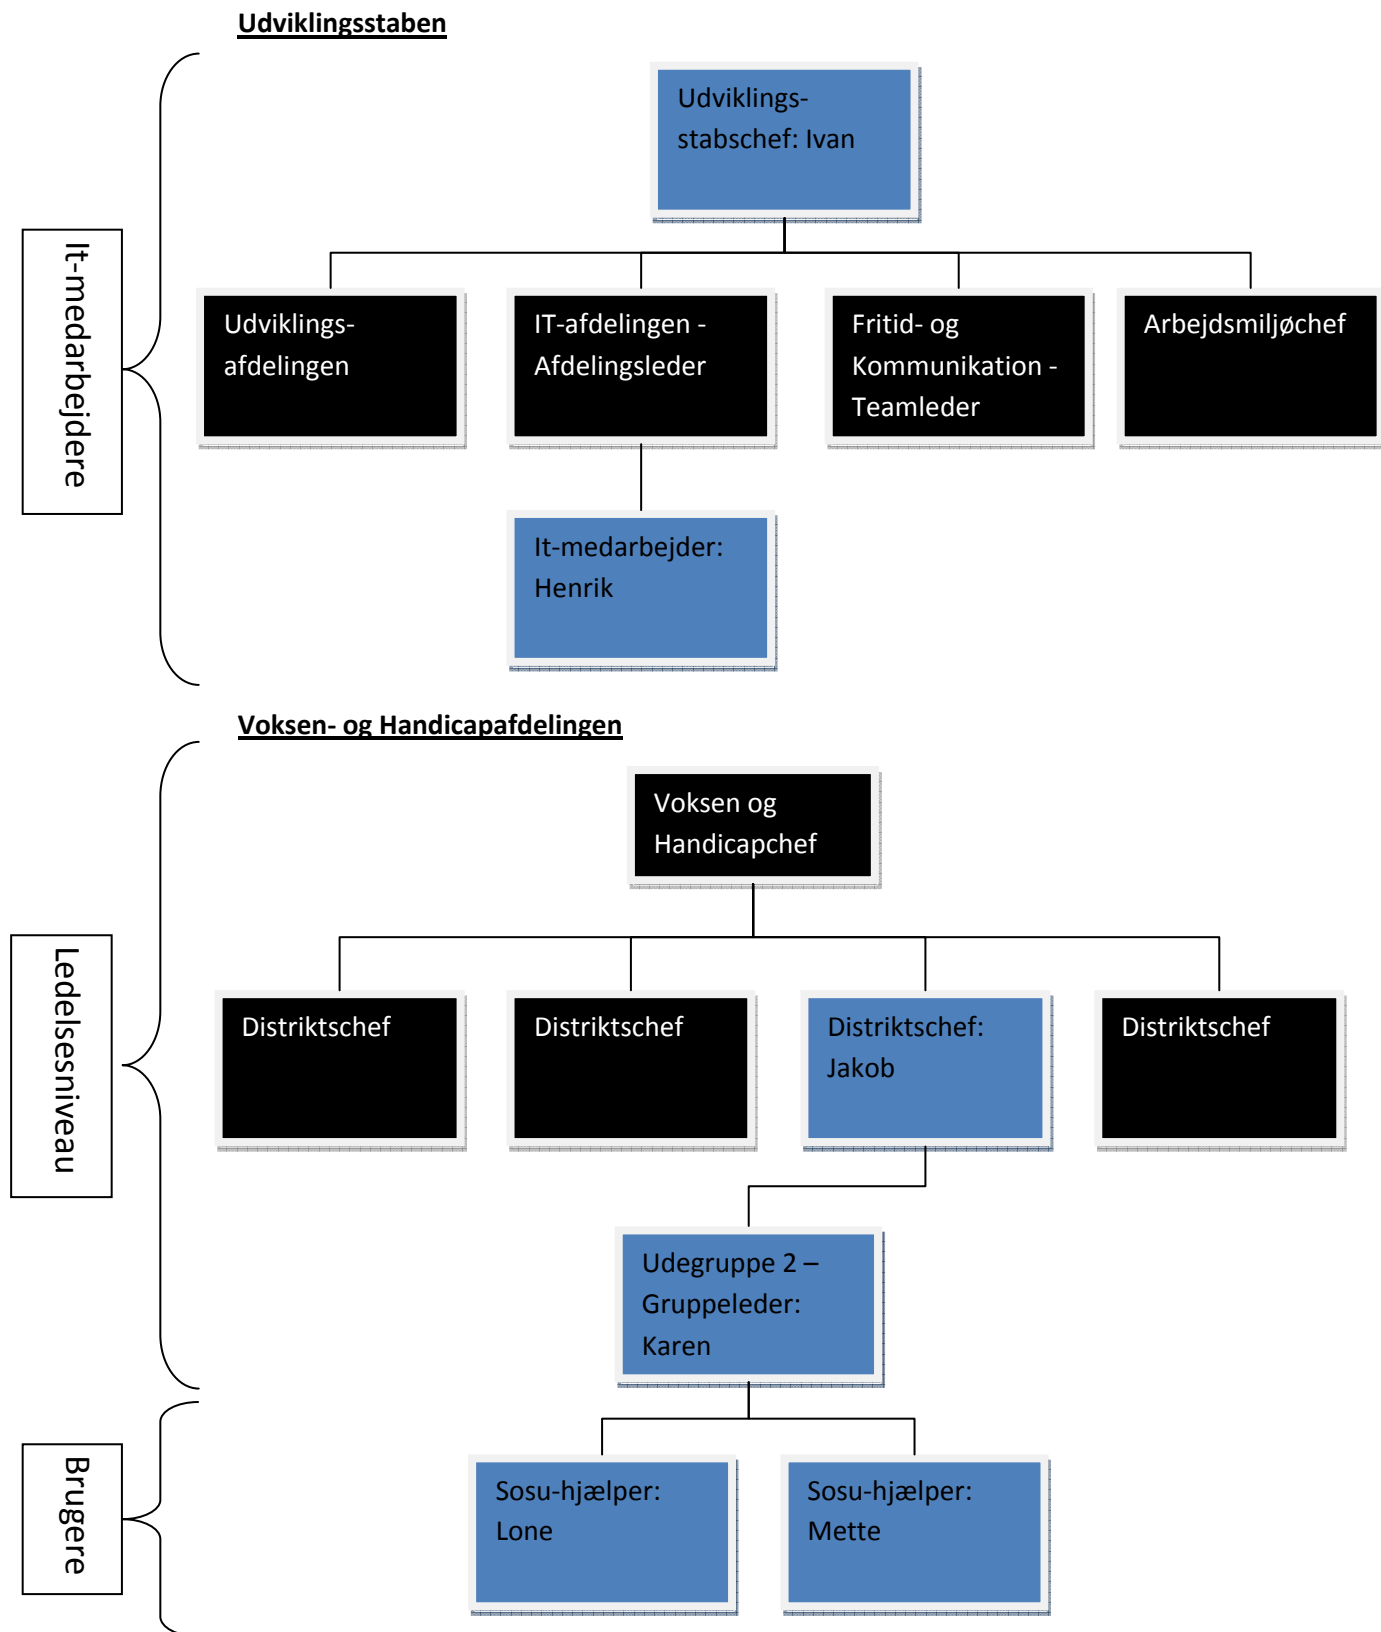 Udviklingsstaben
Udviklings-
stabschef: Ivan
It-medarbejdere
Udviklings-
afdelingen
IT-afdelingen -
Afdelingsleder
Fritid- og
Kommunikation -
Teamleder
Arbejdsmiljøchef
It-medarbejder:
Henrik
Voksen- og Handicapafdelingen
Voksen og
Handicapchef
Ledelsesniveau
Distriktschef
Distriktschef
Distriktschef:
Jakob
Distriktschef
Udegruppe 2 –
Gruppeleder:
Karen
Brugere
Sosu-hjælper:
Lone
Sosu-hjælper:
Mette